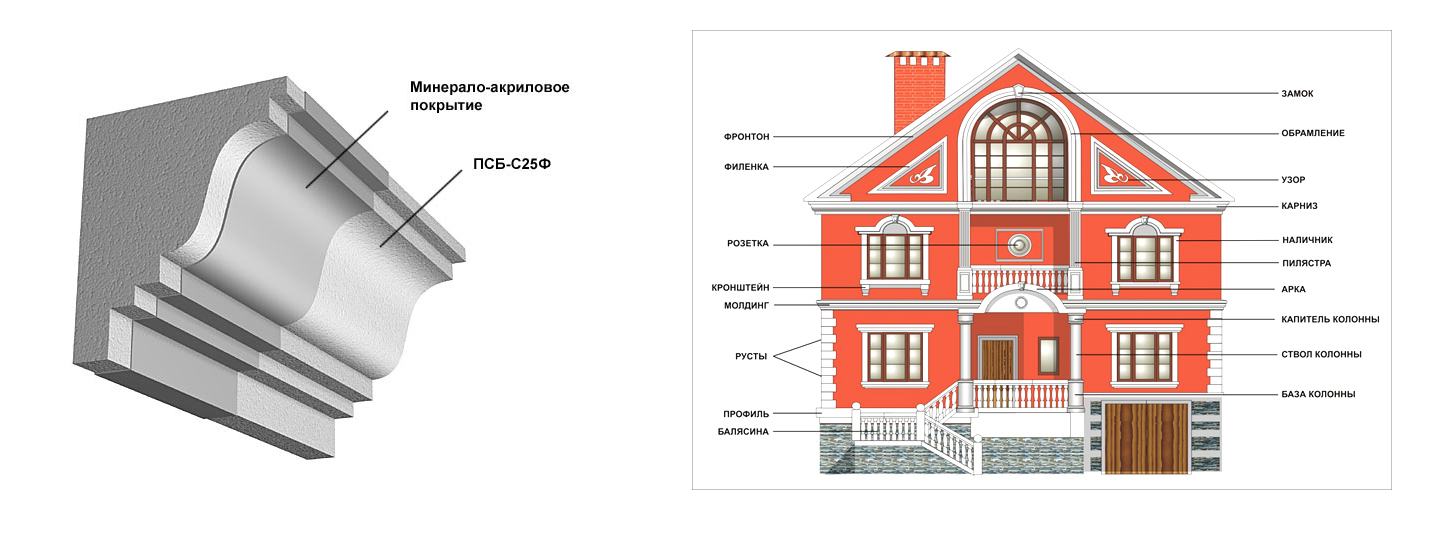 Минерало-акриловое
покрытие
ПСБ-С25Ф
ФРОНТОН
ФИЛЕНКА
РОЗЕТКА
КРОНШТЕЙН
МОЛДИНГ
РУСТЫ
ПРОФИЛЬ
БАЛЯСИНА
ЗАМОК
ОБРАМЛЕНИЕ
УЗОР
КАРНИЗ
НАЛИЧНИК
ПИЛЯСТРА
АРКА
КАПИТЕЛЬ КОЛОННЫ
СТВОЛ КОЛОННЫ
БАЗА КОЛОННЫ